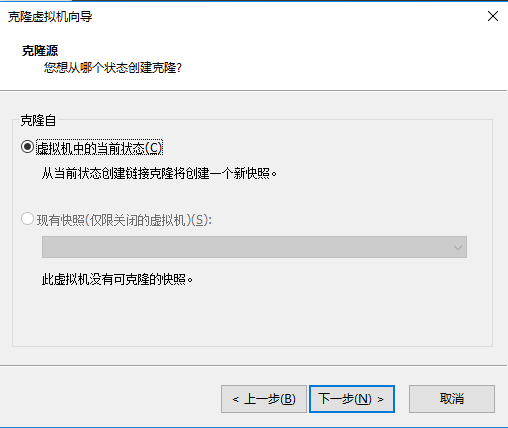 克隆虚拟机向导
克隆源
您想从哪个状态创建克隆?
克隆自
虚拟机中的当前状态(C)
从当前状态创建链接克隆将创建一个新快照。
现有快照(仅限关闭的虚拟机)(S):
此虚拟机没有可克隆的快照。
< 上一步(B) 下一步(N) > 取消